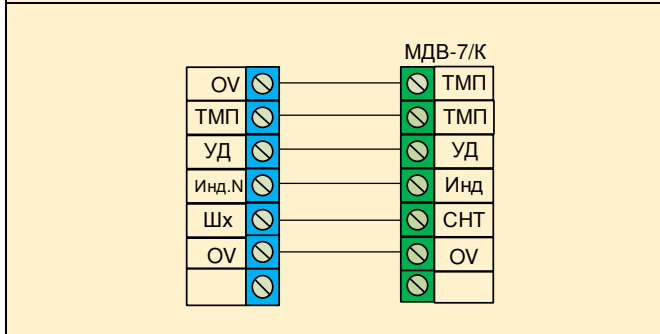 МДВ-7/К
OV ТМП
ТМП ТМП
УД УД
Инд.N Инд
Шх СНТ
OV OV